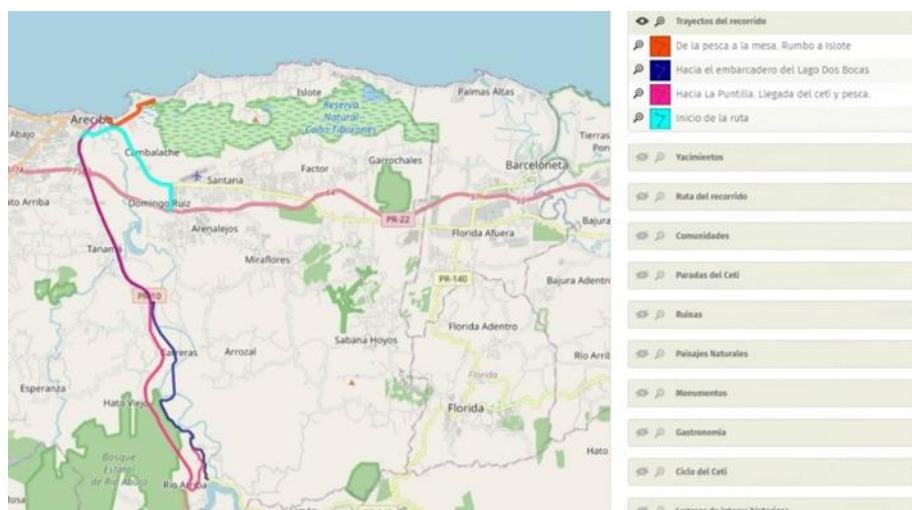 Islote
Palmas Altas
Reserva
Natural
Caño Tiburones
Arecibo
Abajo
Cambalache
Tierras
Garrochales
Barceloneta
Factor
Santana
Domingo Ruiz
PR-22
Bajura
Arenalejos
Florida Afuera
Tanamá
Miraflores
PR-140
Bajura Adentro
PR-10
Florida Adentro
Sabana Hoyos
Carreras
Arrozal
Esperanza
Florida
Hato Viejo
Florida
Hato
Bosque
Estatal
de Río Abajo
Río Arriba
Trayectos del recorrido
De la pesca a la mesa. Rumbo a Islote
Hacia el embarcadero del Lago Dos Bocas
Hacia La Puntilla. Llegada del cetí y pesca.
Inicio de la ruta
Yacimientos
Ruta del recorrido
Comunidades
Paradas del Cetí
Ruinas
Paisajes Naturales
Monumentos
Gastronomía
Ciclo del Cetí